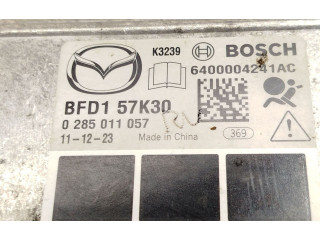 K3239
BOSCH
6400004241AC
BFD1 57K30
0 285 011 057
11-12-23
Made in China
369